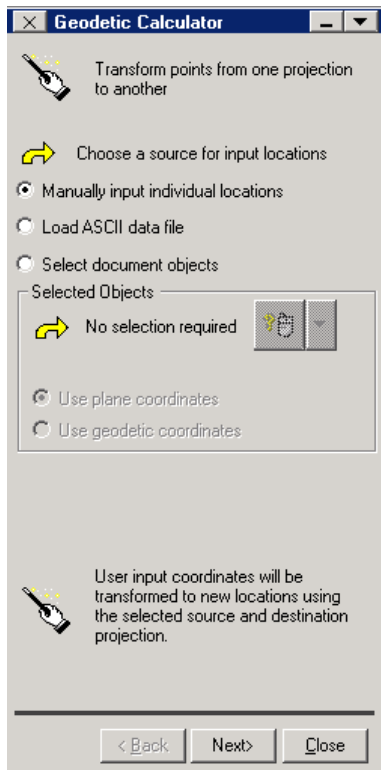 Geodetic Calculator
Transform points from one projection
to another
Choose a source for input locations
Manually input individual locations
Load ASCII data file
Select document objects
Selected Objects
No selection required
Use plane coordinates
Use geodetic coordinates
User input coordinates will be
transformed to new locations using
the selected source and destination
projection.
< Back Next> Close